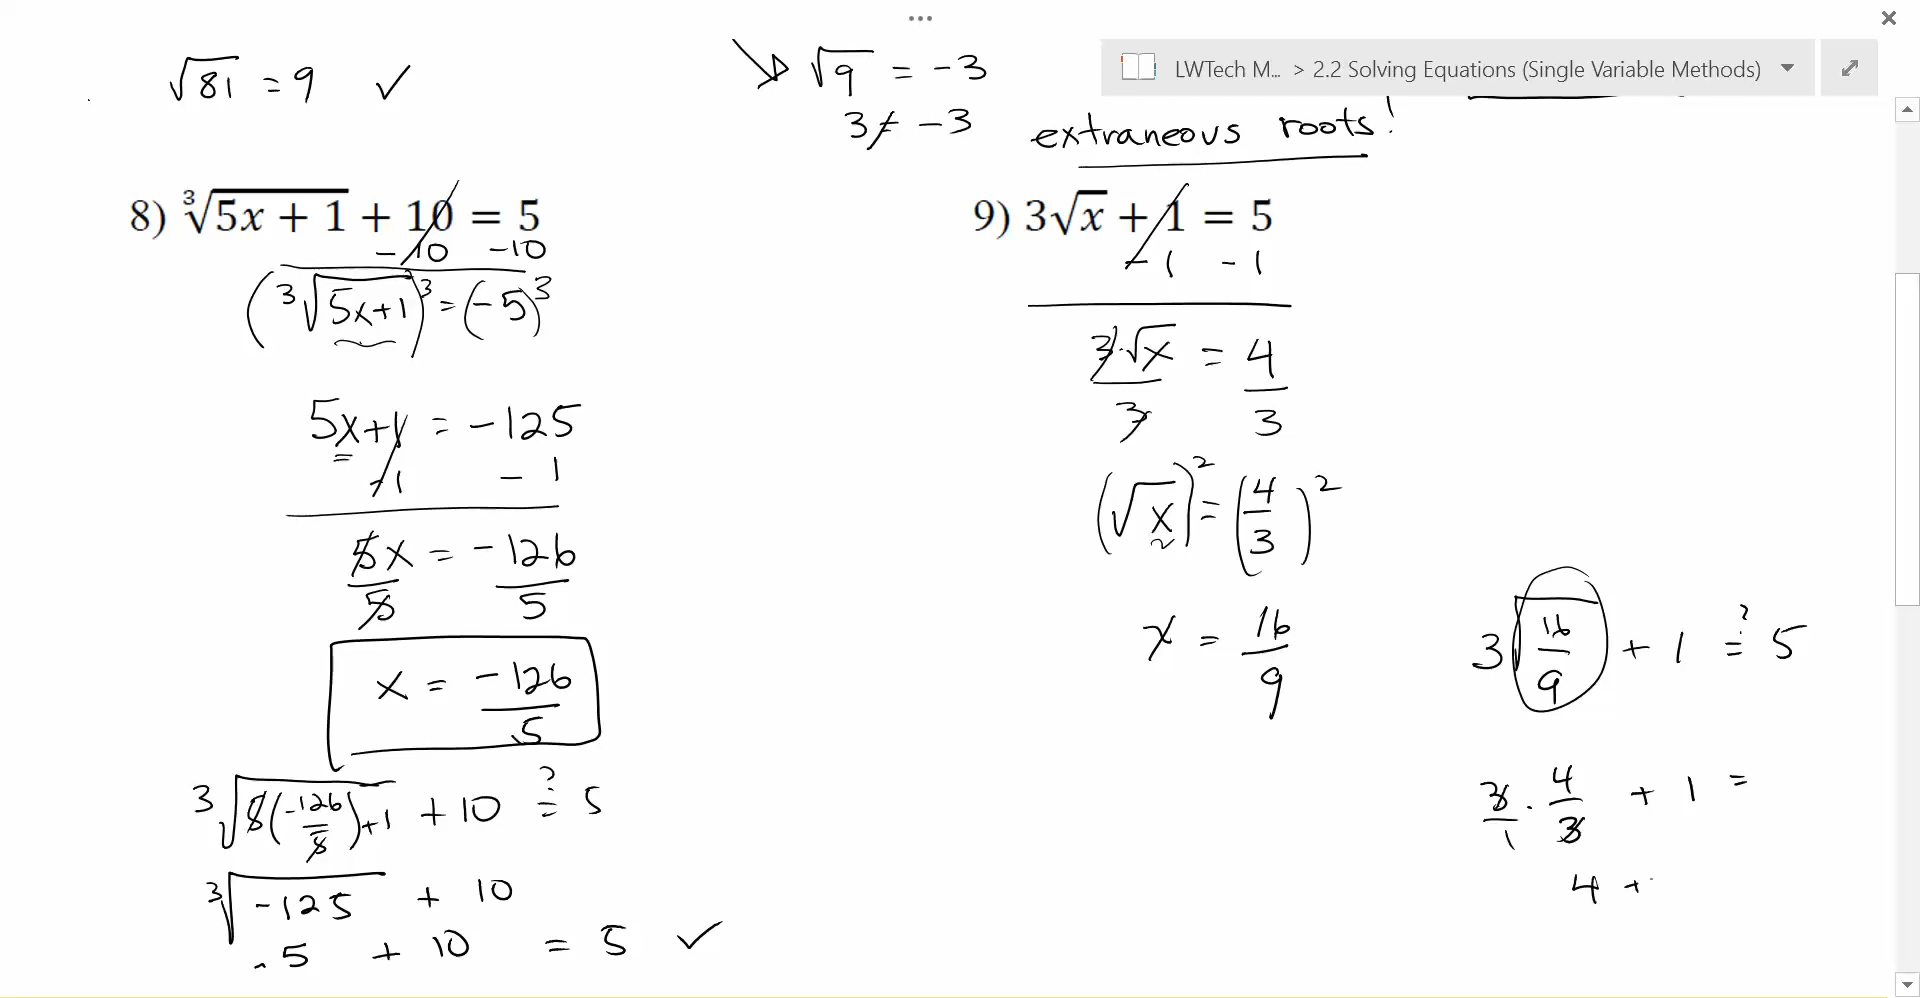 √81 = 9 ✓
√9 = -3
3 ≠ -3
LWTech M... > 2.2 Solving Equations (Single Variable Methods)
extraneous roots!
8) ∛(5x + 1) + 10 = 5
-10 -10
(∛(5x+1))³ = (-5)³
5x+1 = -125
-1 -1
5x/5 = -126/5
x = -126/5
∛(5(-126/5)+1) + 10 ≟ 5
∛(-125) + 10
-5 + 10 = 5 ✓
9) 3√x + 1 = 5
-1 -1
3·√x/3 = 4/3
(√x)² = (4/3)²
x = 16/9
3√(16/9) + 1 ≟ 5
3/1 · 4/3 + 1 =
4 +